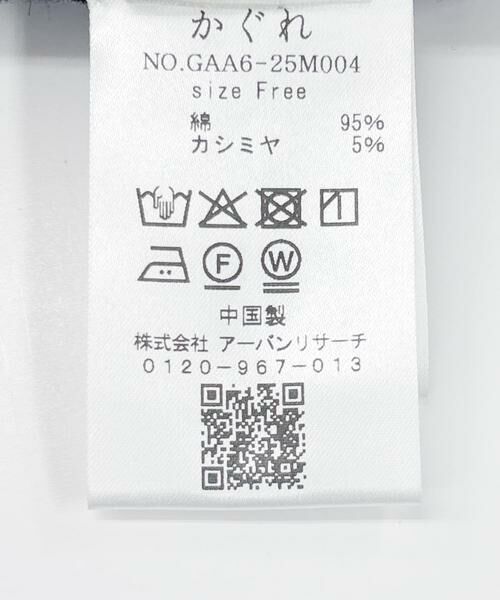 かぐれ
NO.GAA6-25M004
size Free
綿 95%
カシミヤ 5%
F W
中国製
株式会社 アーバンリサーチ
0120-967-013